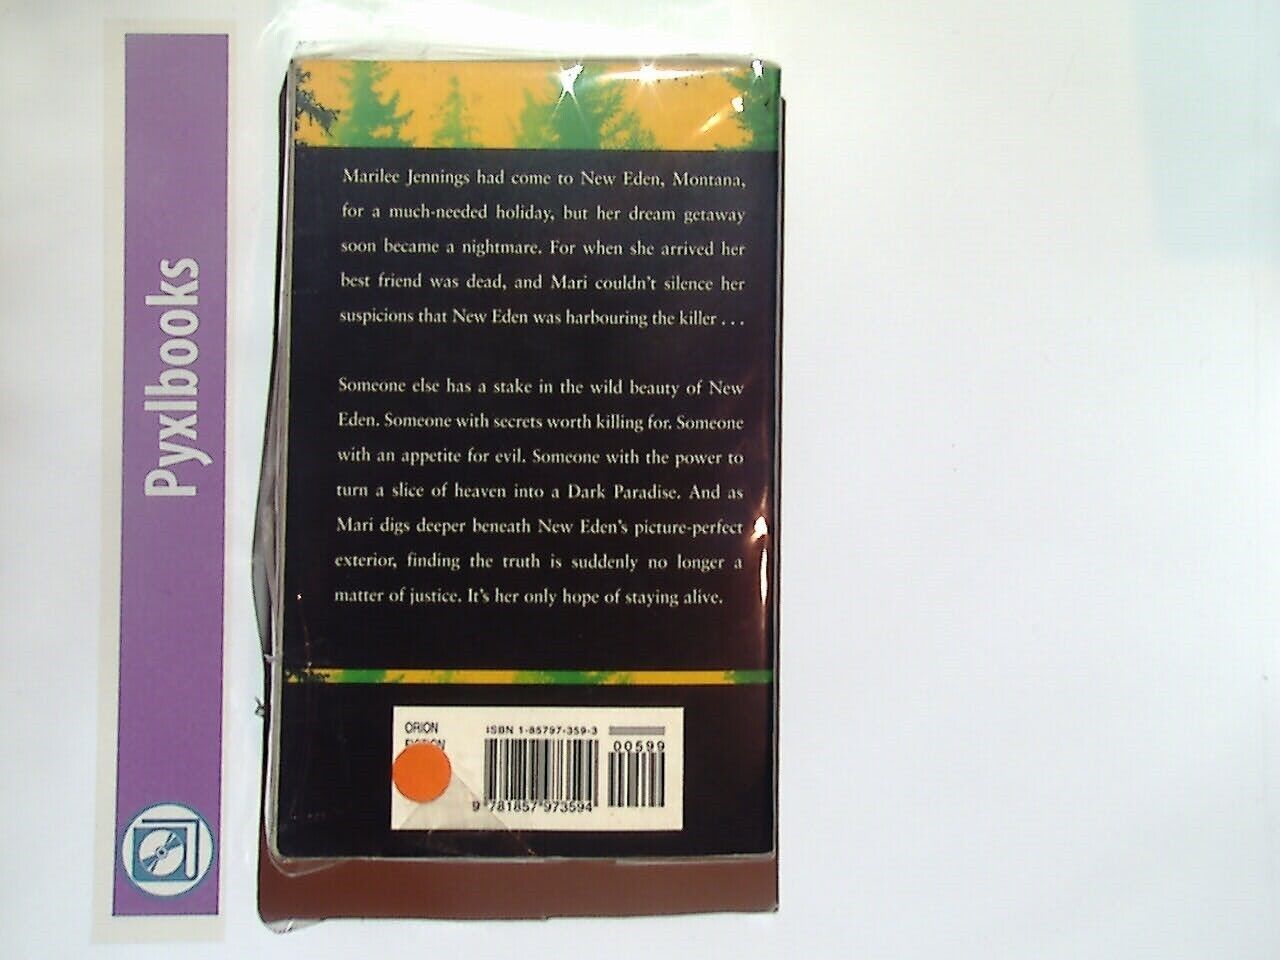 Pyxlbooks
Marilee Jennings had come to New Eden, Montana,
for a much-needed holiday, but her dream getaway
soon became a nightmare. For when she arrived her
best friend was dead, and Mari couldn't silence her
suspicions that New Eden was harbouring the killer . . .
Someone else has a stake in the wild beauty of New
Eden. Someone with secrets worth killing for. Someone
with an appetite for evil. Someone with the power to
turn a slice of heaven into a Dark Paradise. And as
Mari digs deeper beneath New Eden's picture-perfect
exterior, finding the truth is suddenly no longer a
matter of justice. It's her only hope of staying alive.
ORION
ISBN 1-85797-359-3
00599
9 781857 973594